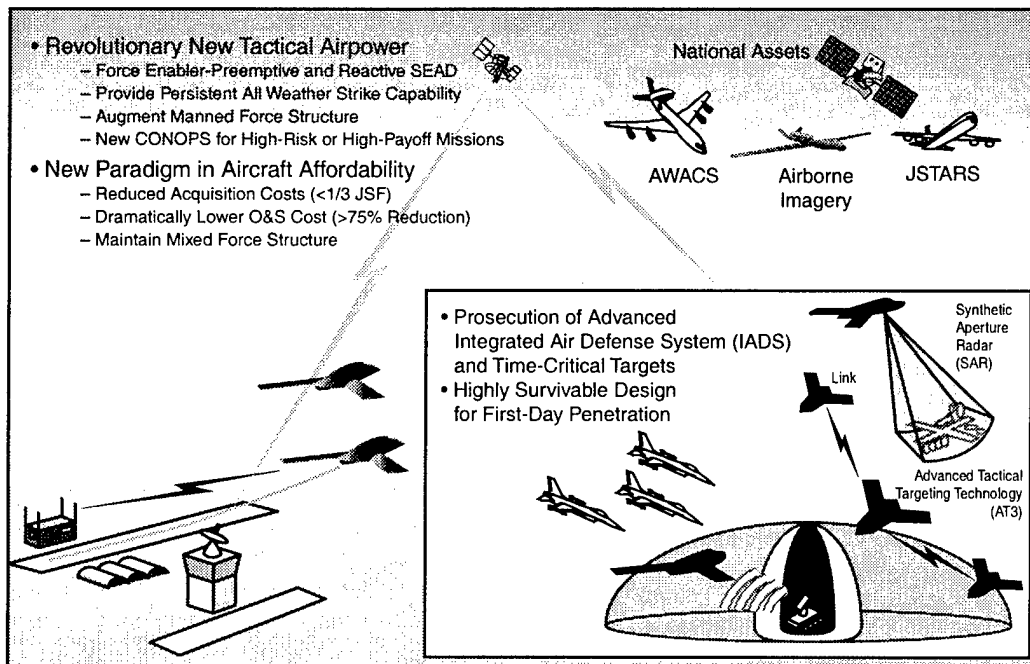 • Revolutionary New Tactical Airpower
– Force Enabler-Preemptive and Reactive SEAD
– Provide Persistent All Weather Strike Capability
– Augment Manned Force Structure
– New CONOPS for High-Risk or High-Payoff Missions
• New Paradigm in Aircraft Affordability
– Reduced Acquisition Costs (<1/3 JSF)
– Dramatically Lower O&S Cost (>75% Reduction)
– Maintain Mixed Force Structure
National Assets
AWACS
Airborne
Imagery
JSTARS
• Prosecution of Advanced
Integrated Air Defense System (IADS)
and Time-Critical Targets
• Highly Survivable Design
for First-Day Penetration
Synthetic
Aperture
Radar
(SAR)
Link
Advanced Tactical
Targeting Technology
(AT3)